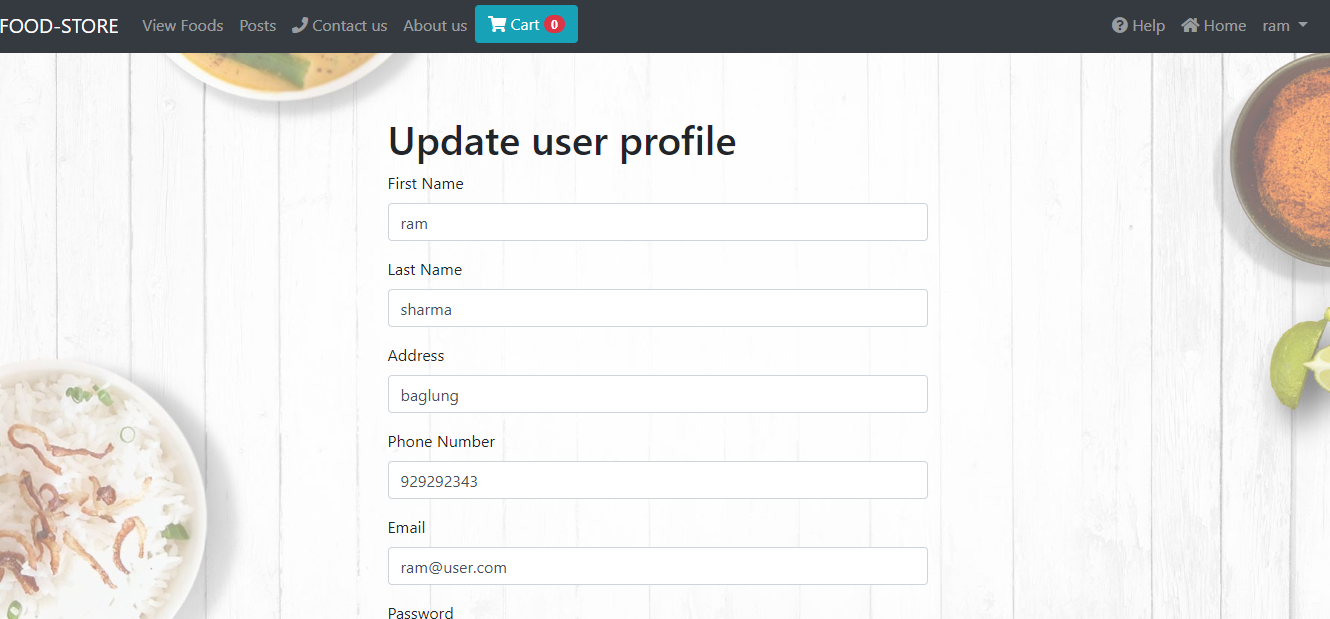 FOOD-STORE View Foods Posts Contact us About us Cart 0 Help Home ram
Update user profile
First Name
ram
Last Name
sharma
Address
baglung
Phone Number
929292343
Email
ram@user.com
Password